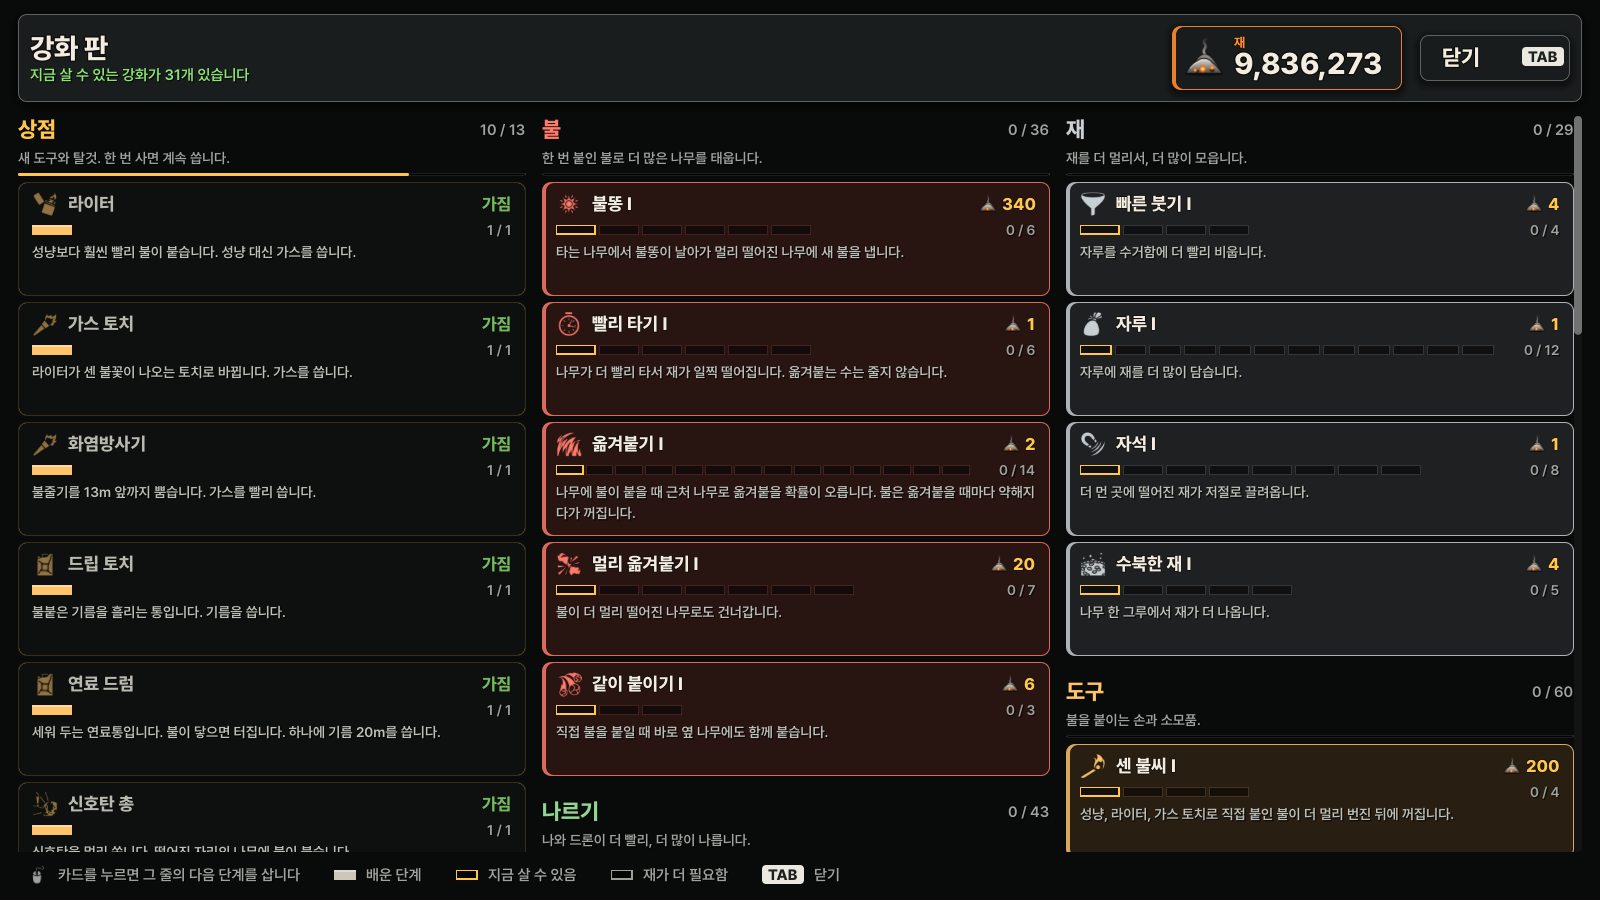 강화 판
지금 살 수 있는 강화가 31개 있습니다
재
9,836,273
닫기 TAB
상점 10 / 13
새 도구와 탈것. 한 번 사면 계속 씁니다.
라이터 가짐
1 / 1
성냥보다 훨씬 빨리 불이 붙습니다. 성냥 대신 가스를 씁니다.
가스 토치 가짐
1 / 1
라이터가 센 불꽃이 나오는 토치로 바뀝니다. 가스를 씁니다.
화염방사기 가짐
1 / 1
불줄기를 13m 앞까지 뿜습니다. 가스를 빨리 씁니다.
드립 토치 가짐
1 / 1
불붙은 기름을 흘리는 통입니다. 기름을 씁니다.
연료 드럼 가짐
1 / 1
세워 두는 연료통입니다. 불이 닿으면 터집니다. 하나에 기름 20m를 씁니다.
신호탄 총 가짐
1 / 1
신호탄을 멀리 쏩니다. 떨어진 자리의 나무에 불이 붙습니다.
불 0 / 36
한 번 붙인 불로 더 많은 나무를 태웁니다.
불똥 I 340
0 / 6
타는 나무에서 불똥이 날아가 멀리 떨어진 나무에 새 불을 냅니다.
빨리 타기 I 1
0 / 6
나무가 더 빨리 타서 재가 일찍 떨어집니다. 옮겨붙는 수는 줄지 않습니다.
옮겨붙기 I 2
0 / 14
나무에 불이 붙을 때 근처 나무로 옮겨붙을 확률이 오릅니다. 불은 옮겨붙을 때마다 약해지
다가 꺼집니다.
멀리 옮겨붙기 I 20
0 / 7
불이 더 멀리 떨어진 나무로도 건너갑니다.
같이 붙이기 I 6
0 / 3
직접 불을 붙일 때 바로 옆 나무에도 함께 붙습니다.
나르기 0 / 43
나와 드론이 더 빨리, 더 많이 나릅니다.
재 0 / 29
재를 더 멀리서, 더 많이 모읍니다.
빠른 붓기 I 4
0 / 4
자루를 수거함에 더 빨리 비웁니다.
자루 I 1
0 / 12
자루에 재를 더 많이 담습니다.
자석 I 1
0 / 8
더 먼 곳에 떨어진 재가 저절로 끌려옵니다.
수북한 재 I 4
0 / 5
나무 한 그루에서 재가 더 나옵니다.
도구 0 / 60
불을 붙이는 손과 소모품.
센 불씨 I 200
0 / 4
성냥, 라이터, 가스 토치로 직접 붙인 불이 더 멀리 번진 뒤에 꺼집니다.
카드를 누르면 그 줄의 다음 단계를 삽니다 배운 단계 지금 살 수 있음 재가 더 필요함 TAB 닫기